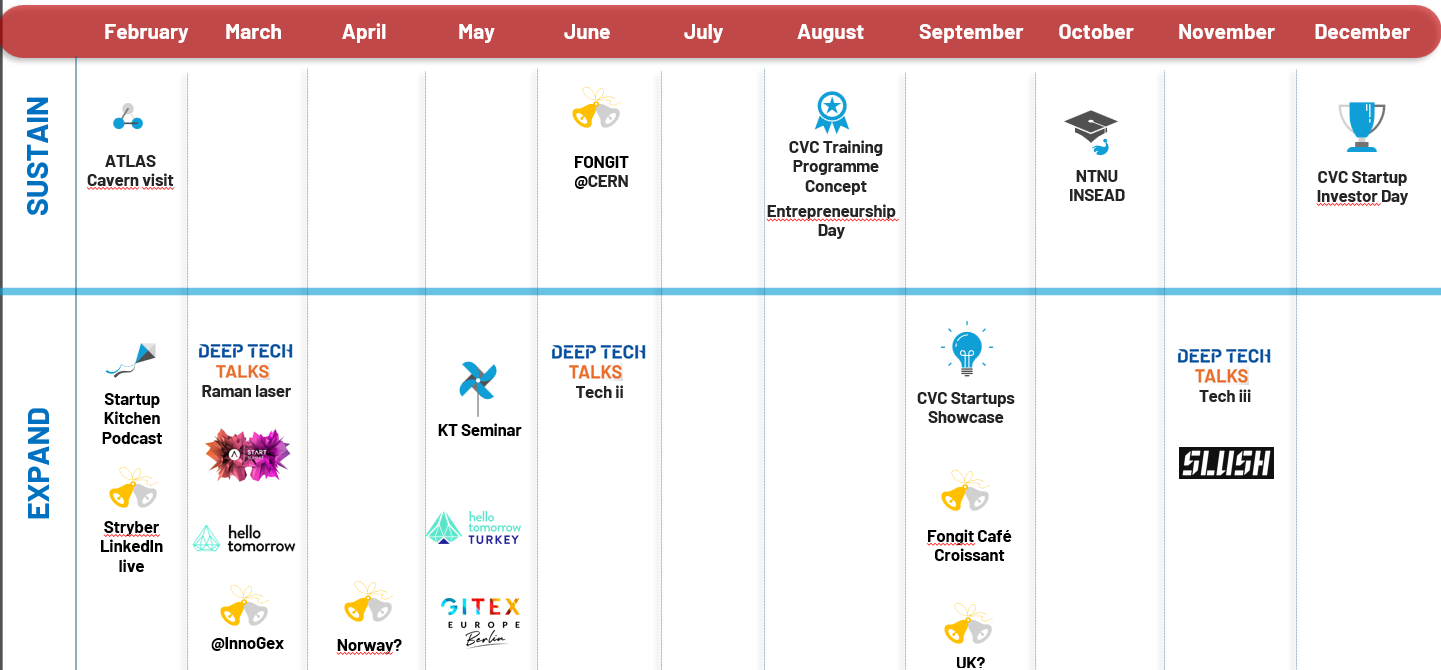 February March April May June July August September October November December
SUSTAIN
ATLAS
Cavern visit
FONGIT
@CERN
CVC Training
Programme
Concept
Entrepreneurship
Day
NTNU
INSEAD
CVC Startup
Investor Day
EXPAND
Startup
Kitchen
Podcast
Stryber
LinkedIn
live
DEEP TECH
TALKS
Raman laser
START
hello
tomorrow
@InnoGex
Norway?
KT Seminar
hello
tomorrow
TURKEY
GITEX
EUROPE
Berlin
DEEP TECH
TALKS
Tech ii
CVC Startups
Showcase
Fongit Café
Croissant
UK?
DEEP TECH
TALKS
Tech iii
SLUSH